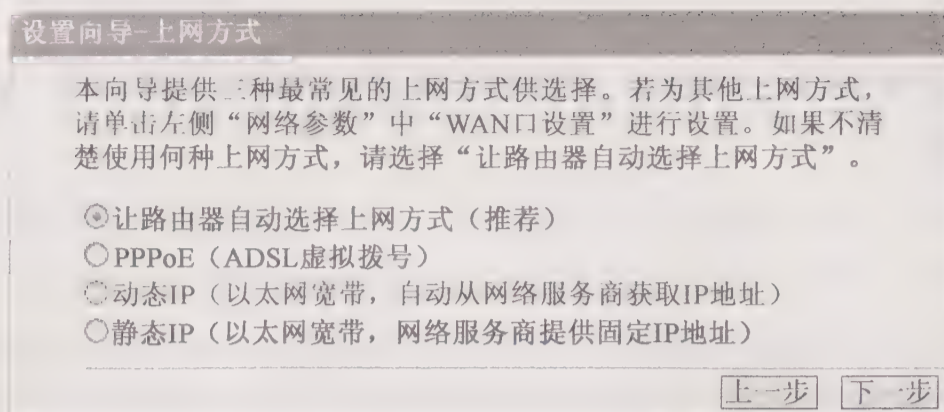 设置向导-上网方式
本向导提供三种最常见的上网方式供选择。若为其他上网方式，
请单击左侧“网络参数”中“WAN口设置”进行设置。如果不清
楚使用何种上网方式，请选择“让路由器自动选择上网方式”。
让路由器自动选择上网方式（推荐）
PPPoE（ADSL虚拟拨号）
动态IP（以太网宽带，自动从网络服务商获取IP地址）
静态IP（以太网宽带，网络服务商提供固定IP地址）
上一步 下一步